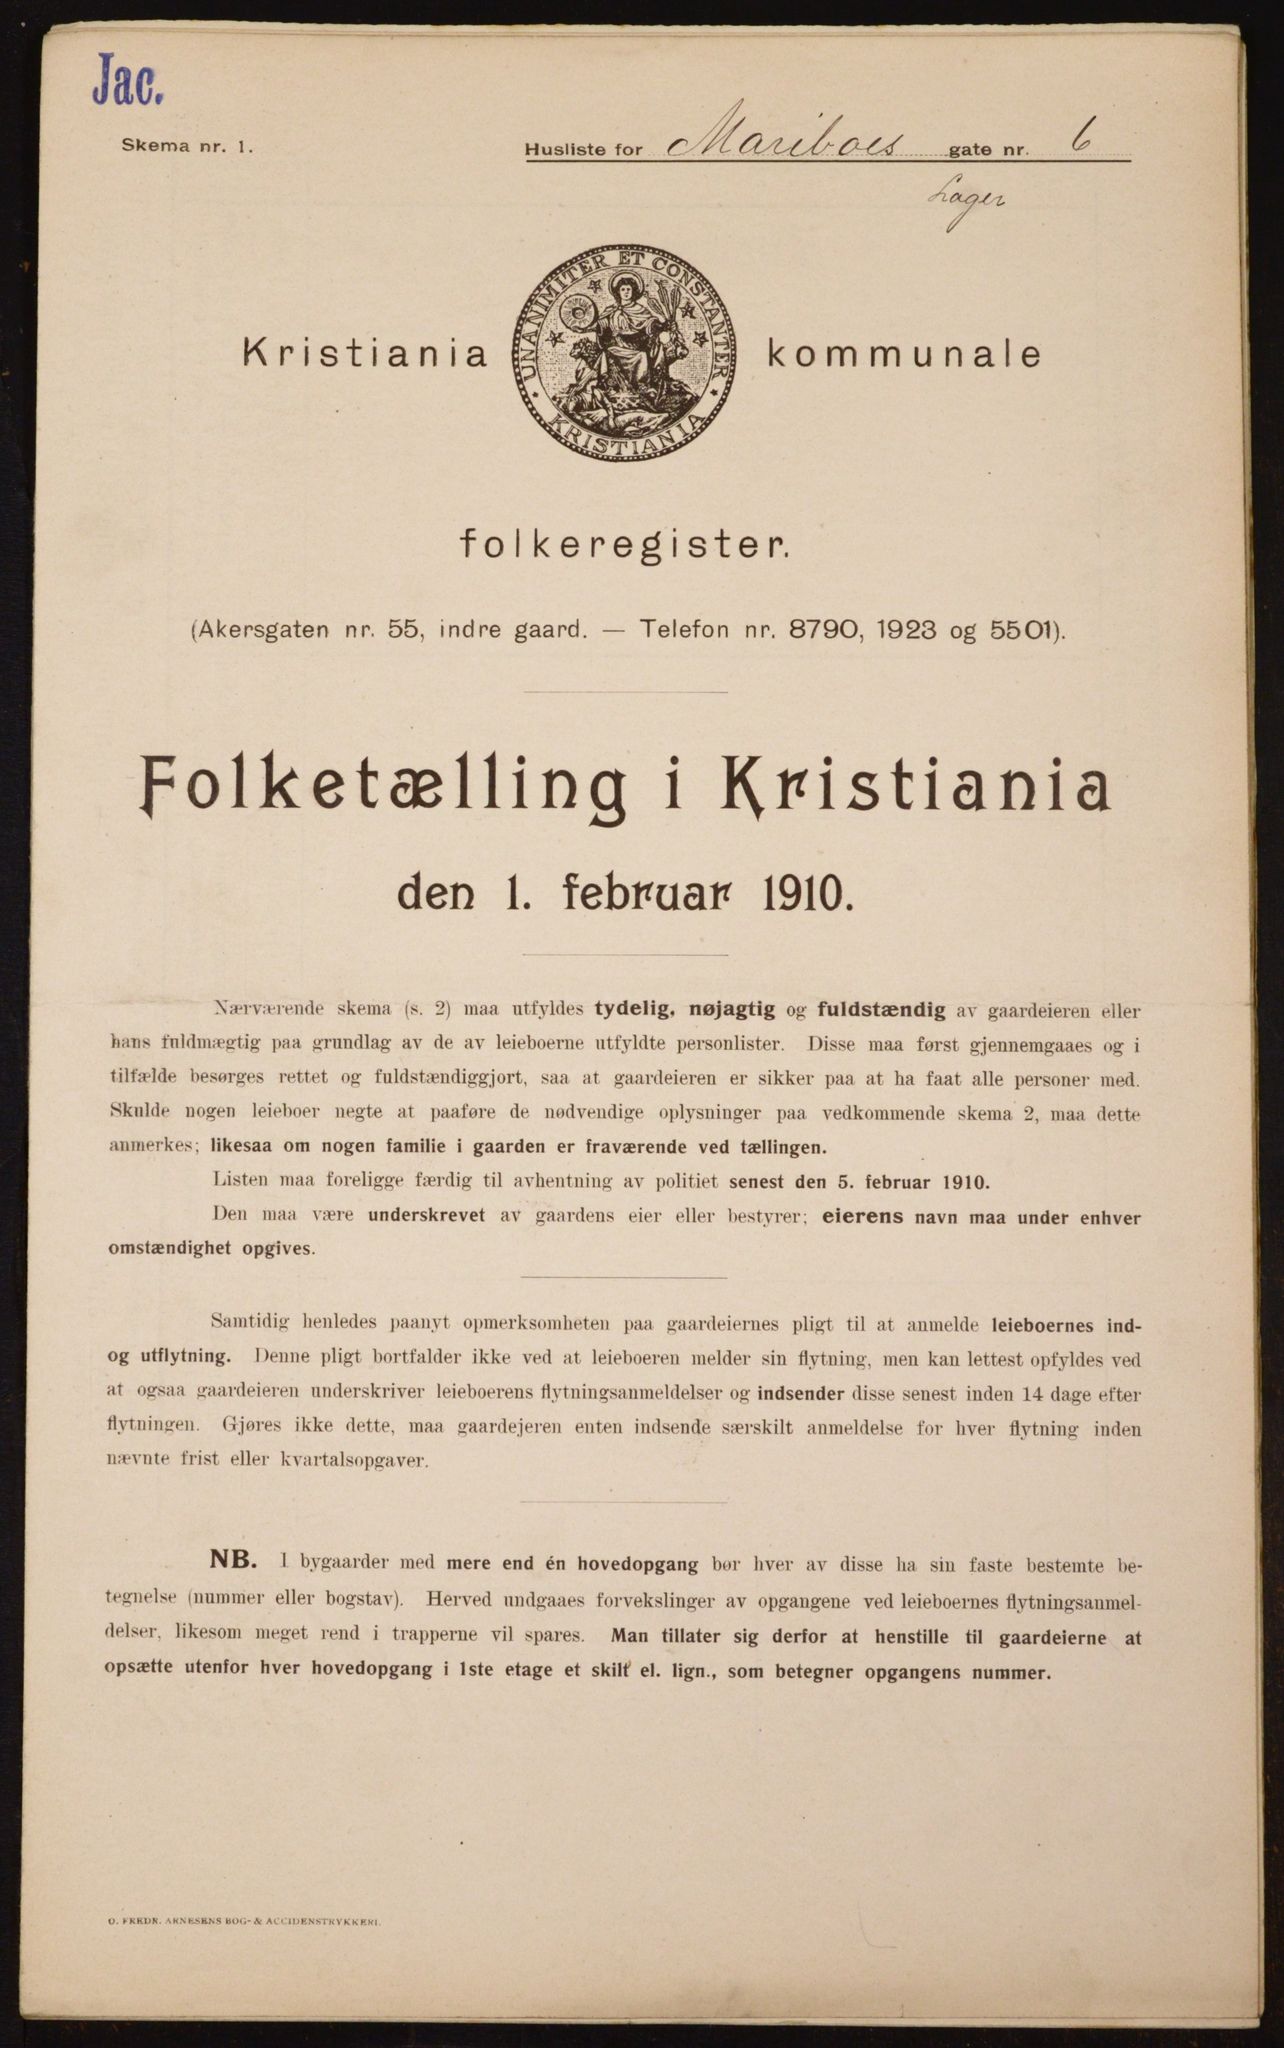 Jac.
Skema nr. 1.
Husliste for Mariboes gate nr. 6
Lager
UNANIMITER ET CONSTANTER
KRISTIANIA
Kristiania kommunale
folkeregister.
(Akersgaten nr. 55, indre gaard. — Telefon nr. 8790, 1923 og 5501).
Folketælling i Kristiania
den 1. februar 1910.
Nærværende skema (s. 2) maa utfyldes tydelig, nøjagtig og fuldstændig av gaardeieren eller
hans fuldmægtig paa grundlag av de av leieboerne utfyldte personlister. Disse maa først gjennemgaaes og i
tilfælde besørges rettet og fuldstændiggjort, saa at gaardeieren er sikker paa at ha faat alle personer med.
Skulde nogen leieboer negte at paaføre de nødvendige oplysninger paa vedkommende skema 2, maa dette
anmerkes; likesaa om nogen familie i gaarden er fraværende ved tællingen.
Listen maa foreligge færdig til avhentning av politiet senest den 5. februar 1910.
Den maa være underskrevet av gaardens eier eller bestyrer; eierens navn maa under enhver
omstændighet opgives.
Samtidig henledes paanyt opmerksomheten paa gaardeiernes pligt til at anmelde leieboernes ind-
og utflytning. Denne pligt bortfalder ikke ved at leieboeren melder sin flytning, men kan lettest opfyldes ved
at ogsaa gaardeieren underskriver leieboerens flytningsanmeldelser og indsender disse senest inden 14 dage efter
flytningen. Gjøres ikke dette, maa gaardejeren enten indsende særskilt anmeldelse for hver flytning inden
nævnte frist eller kvartalsopgaver.
NB. I bygaarder med mere end én hovedopgang bør hver av disse ha sin faste bestemte be-
tegnelse (nummer eller bogstav). Herved undgaaes forvekslinger av opgangene ved leieboernes flytningsanmel-
delser, likesom meget rend i trapperne vil spares. Man tillater sig derfor at henstille til gaardeierne at
opsætte utenfor hver hovedopgang i 1ste etage et skilt el. lign., som betegner opgangens nummer.
O. FREDR. ARNESENS BOG- & ACCIDENSTRYKKERI.